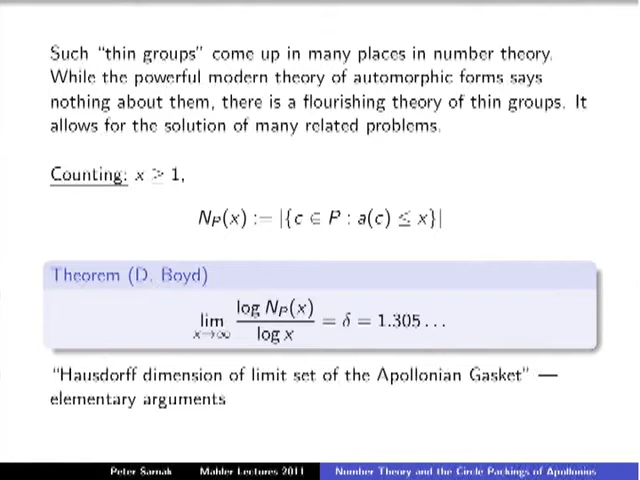 Such “thin groups” come up in many places in number theory.
While the powerful modern theory of automorphic forms says
nothing about them, there is a flourishing theory of thin groups. It
allows for the solution of many related problems.
Counting: x ≥ 1,
N_P(x) := |{c ∈ P : a(c) ≤ x}|
Theorem (D. Boyd)
lim_{x→∞} log N_P(x) / log x = δ = 1.305 . . .
“Hausdorff dimension of limit set of the Apollonian Gasket” —
elementary arguments
Peter Sarnak Mahler Lectures 2011 Number Theory and the Circle Packings of Apollonius